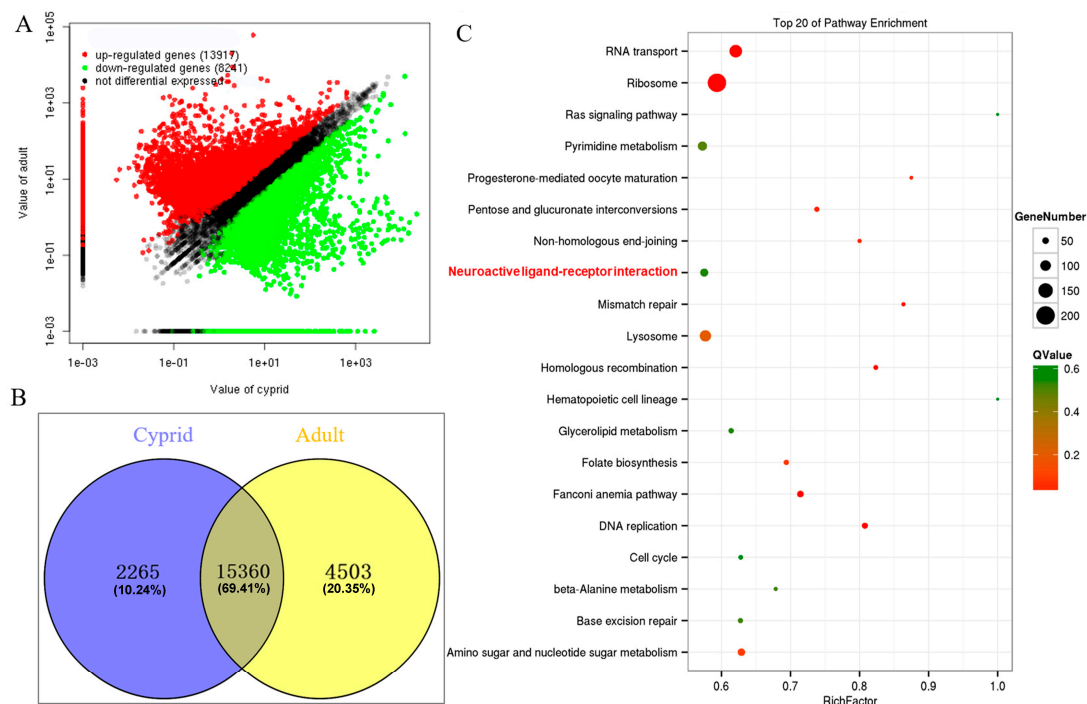 A
1e+05
1e+03
1e+01
1e-01
1e-03
Value of adult
up-regulated genes (13917)
down-regulated genes (8241)
not differential expressed
1e-03 1e-01 1e+01 1e+03
Value of cyprid
B
Cyprid Adult
2265 15360 4503
(10.24%) (69.41%) (20.35%)
C
Top 20 of Pathway Enrichment
RNA transport
Ribosome
Ras signaling pathway
Pyrimidine metabolism
Progesterone-mediated oocyte maturation
Pentose and glucuronate interconversions
Non-homologous end-joining
Neuroactive ligand-receptor interaction
Mismatch repair
Lysosome
Homologous recombination
Hematopoietic cell lineage
Glycerolipid metabolism
Folate biosynthesis
Fanconi anemia pathway
DNA replication
Cell cycle
beta-Alanine metabolism
Base excision repair
Amino sugar and nucleotide sugar metabolism
0.6 0.7 0.8 0.9 1.0
RichFactor
GeneNumber
50
100
150
200
QValue
0.6
0.4
0.2